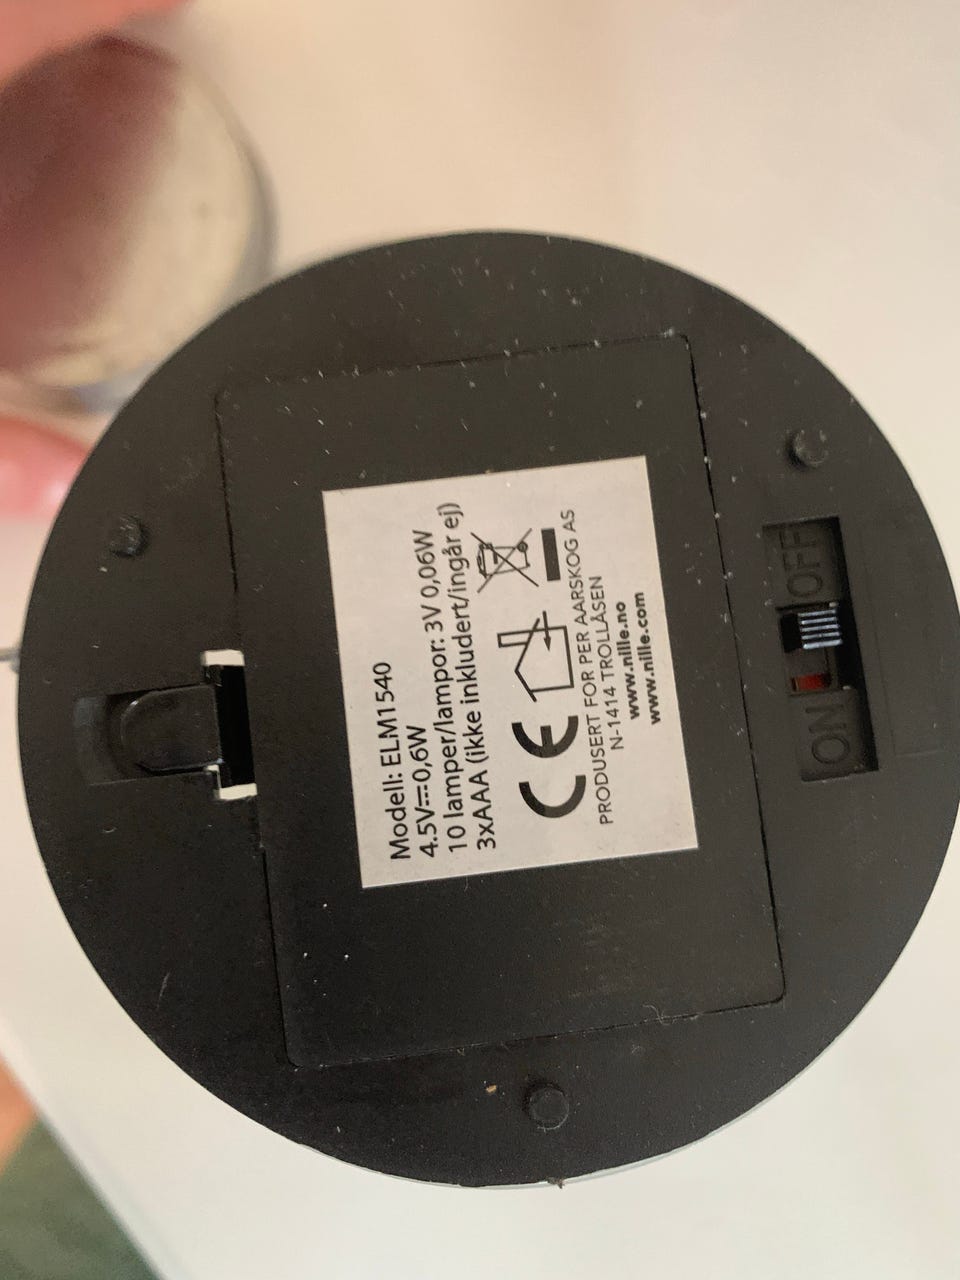 Modell: ELM1540
4.5V⎓0,6W
10 lamper/lampor: 3V 0,06W
3xAAA (ikke inkludert/ingår ej)
CE
PRODUSERT FOR PER AARSKOG AS
N-1414 TROLLÅSEN
www.nille.no
www.nille.com
ON OFF